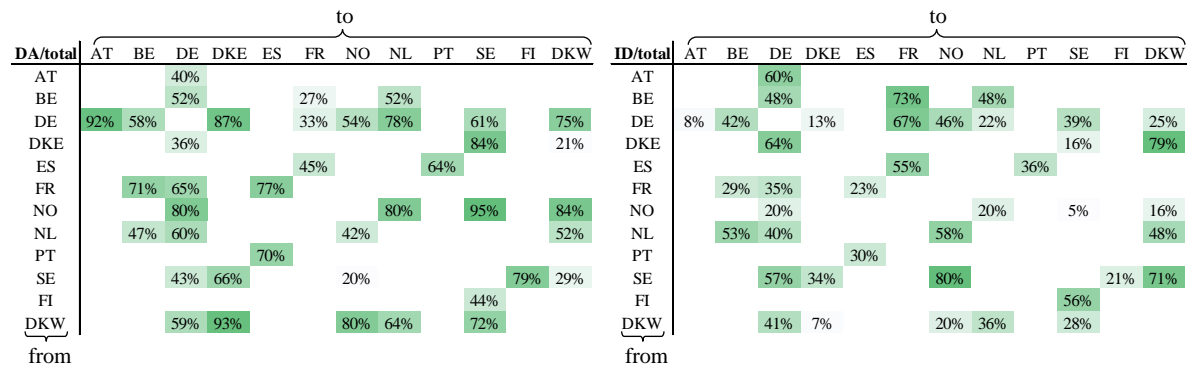 to
DA/total AT BE DE DKE ES FR NO NL PT SE FI DKW
AT 40%
BE 52% 27% 52%
DE 92% 58% 87% 33% 54% 78% 61% 75%
DKE 36% 84% 21%
ES 45% 64%
FR 71% 65% 77%
NO 80% 80% 95% 84%
NL 47% 60% 42% 52%
PT 70%
SE 43% 66% 20% 79% 29%
FI 44%
DKW 59% 93% 80% 64% 72%
from
to
ID/total AT BE DE DKE ES FR NO NL PT SE FI DKW
AT 60%
BE 48% 73% 48%
DE 8% 42% 13% 67% 46% 22% 39% 25%
DKE 64% 16% 79%
ES 55% 36%
FR 29% 35% 23%
NO 20% 20% 5% 16%
NL 53% 40% 58% 48%
PT 30%
SE 57% 34% 80% 21% 71%
FI 56%
DKW 41% 7% 20% 36% 28%
from